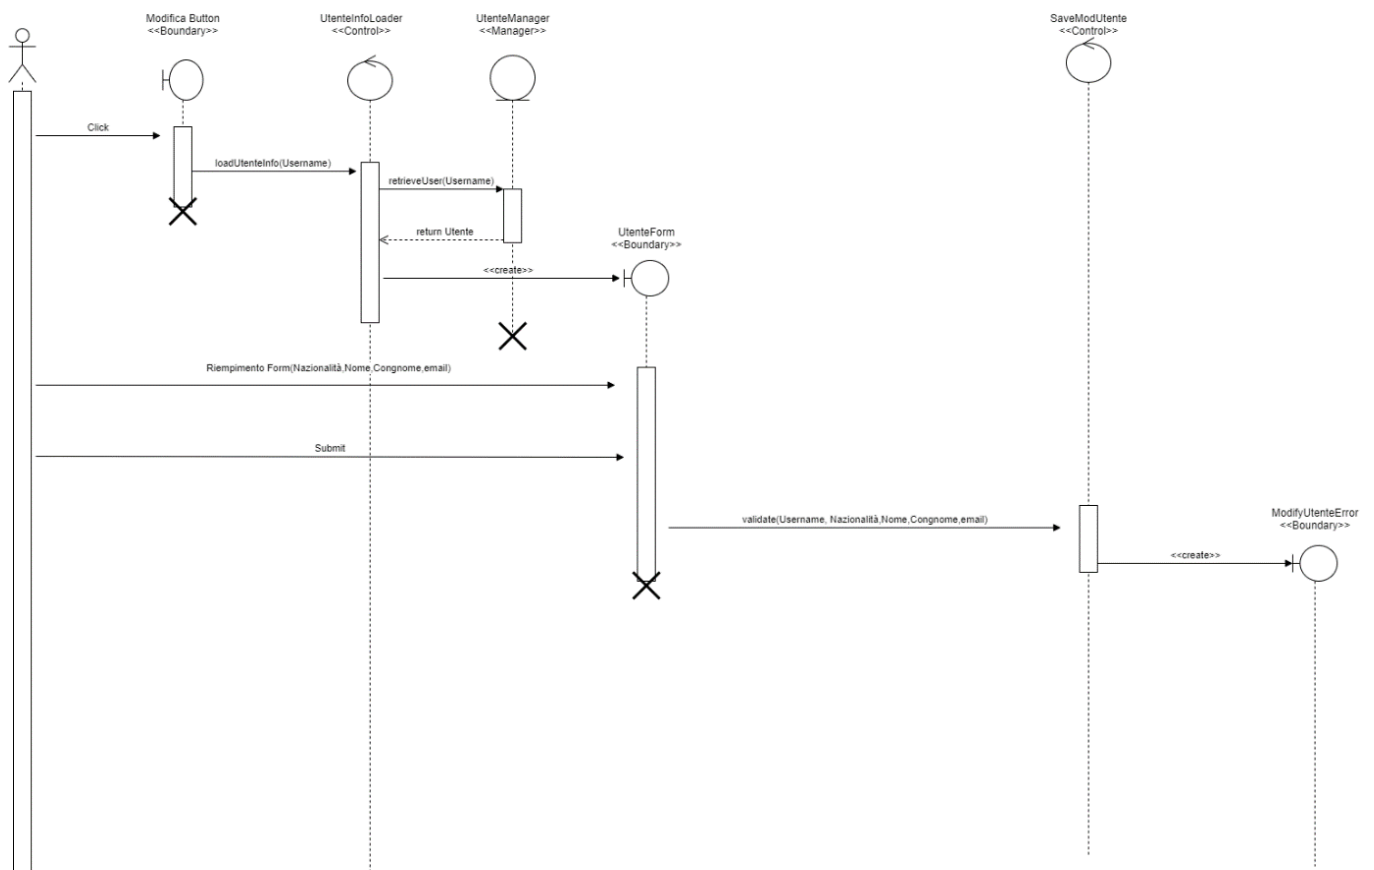 Modifica Button
<<Boundary>>
UtenteInfoLoader
<<Control>>
UtenteManager
<<Manager>>
SaveModUtente
<<Control>>
Click
loadUtenteInfo(Username)
retrieveUser(Username)
return Utente
UtenteForm
<<Boundary>>
<<create>>
Riempimento Form(Nazionalità,Nome,Congnome,email)
Submit
validate(Username, Nazionalità,Nome,Congnome,email)
ModifyUtenteError
<<Boundary>>
<<create>>